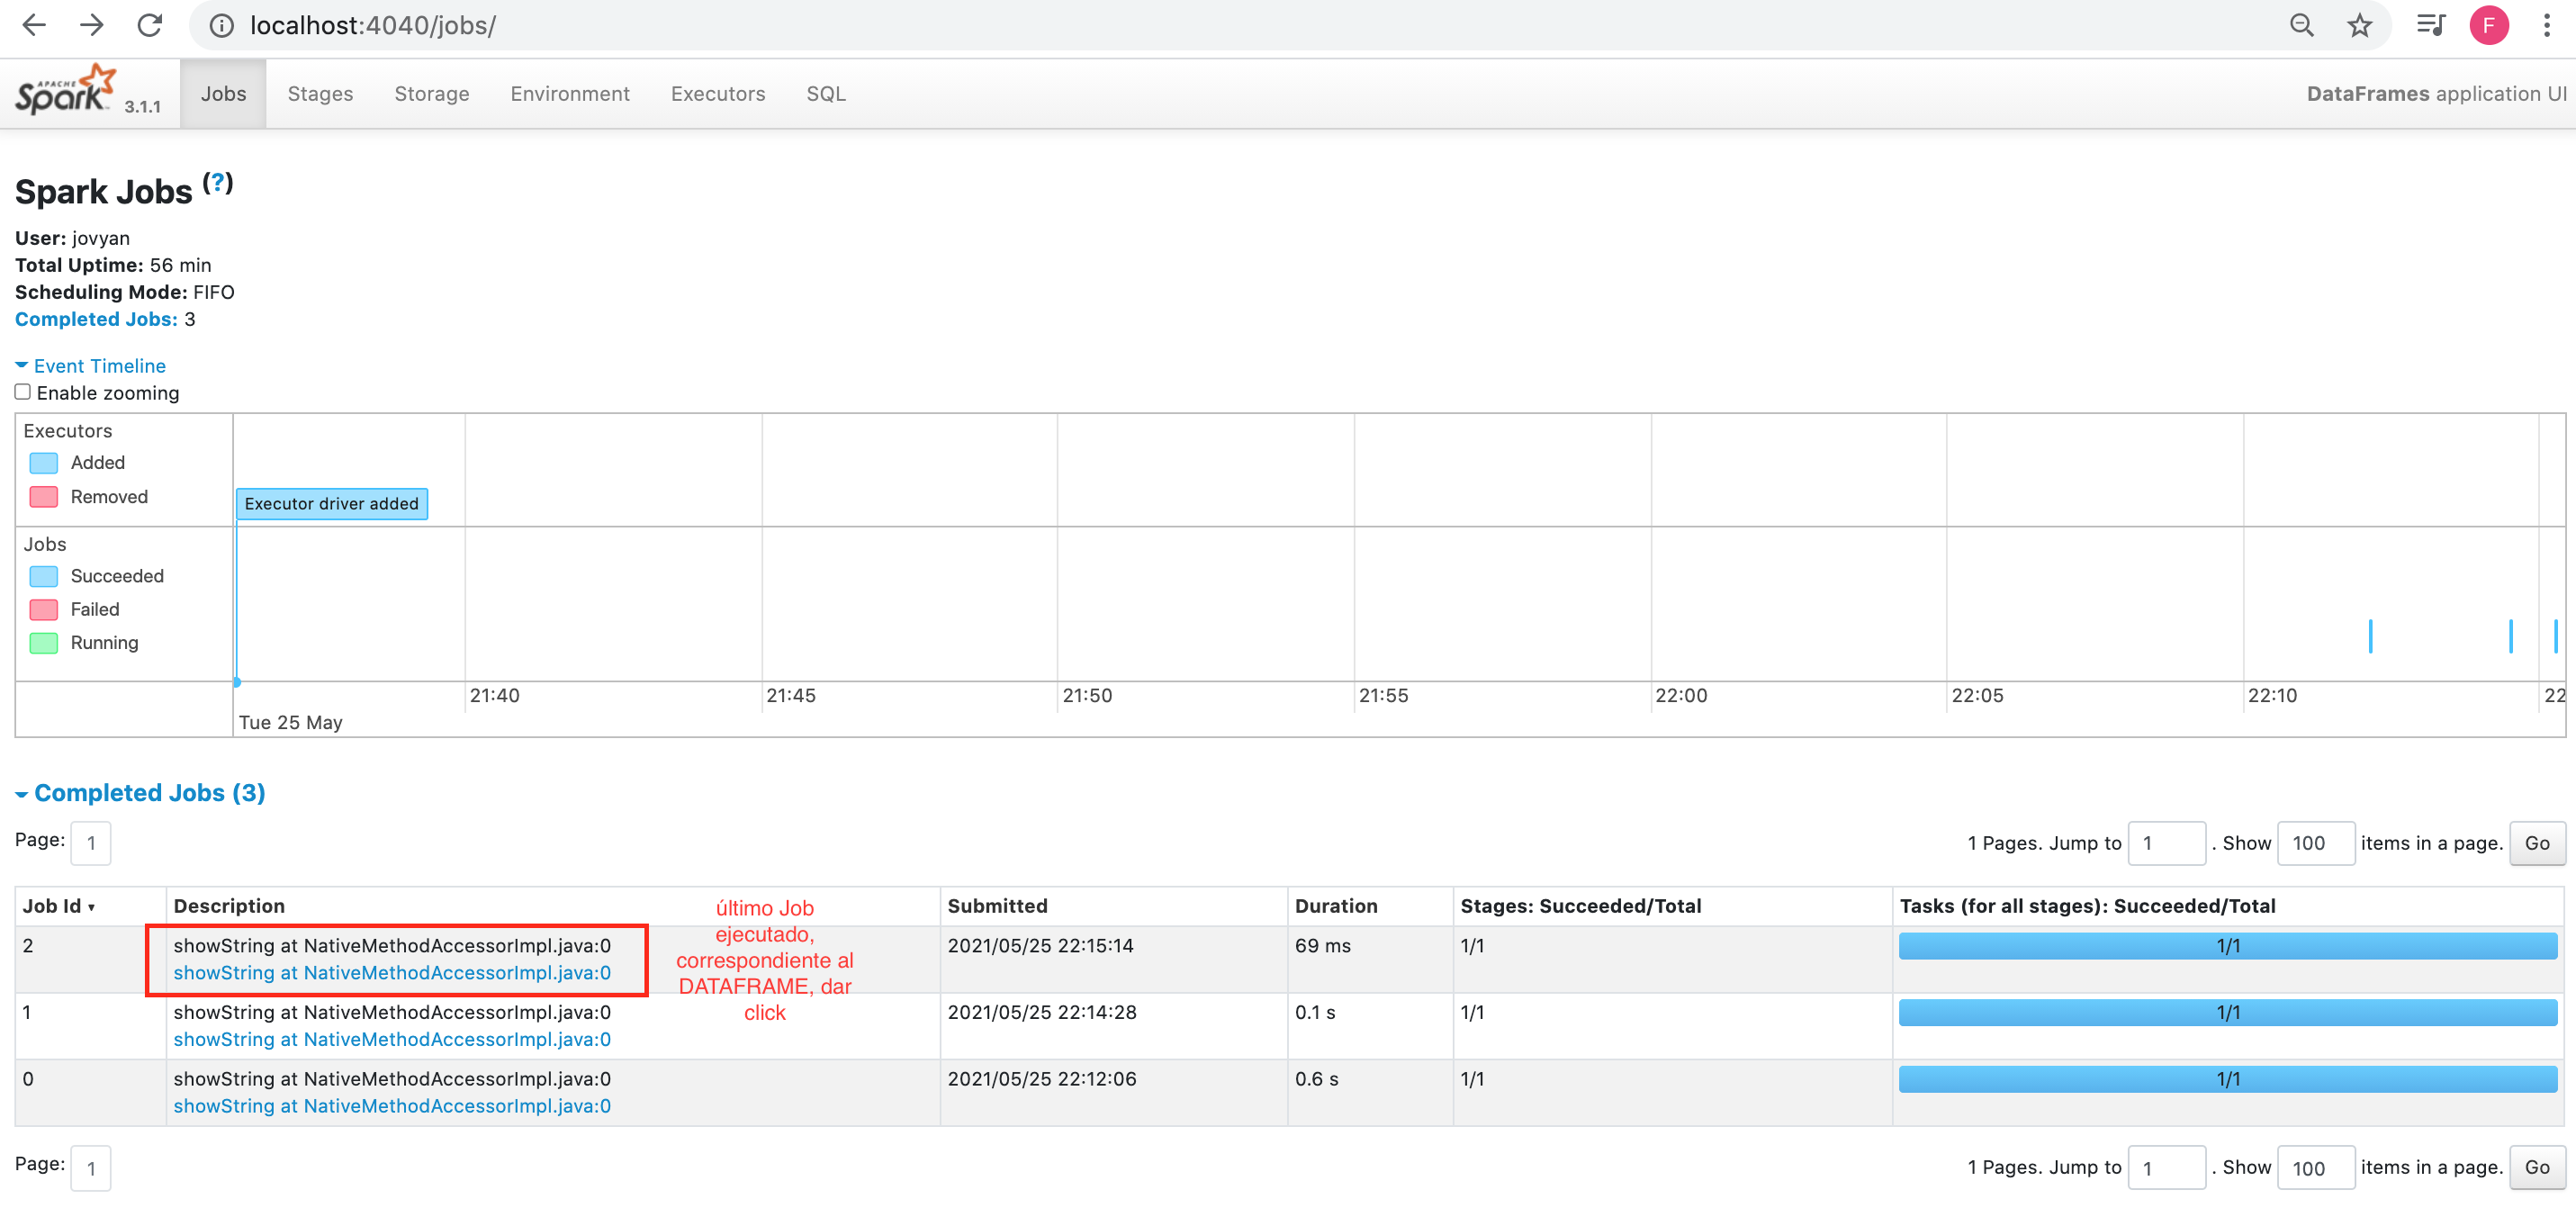 localhost:4040/jobs/
F
APACHE
Spark 3.1.1
Jobs
Stages
Storage
Environment
Executors
SQL
DataFrames application UI
Spark Jobs (?)
User: jovyan
Total Uptime: 56 min
Scheduling Mode: FIFO
Completed Jobs: 3
Event Timeline
Enable zooming
Executors
Added
Removed
Executor driver added
Jobs
Succeeded
Failed
Running
21:40
21:45
21:50
21:55
22:00
22:05
22:10
22
Tue 25 May
Completed Jobs (3)
Page: 1
1 Pages. Jump to 1 . Show 100 items in a page. Go
Job Id ▾
Description
Submitted
Duration
Stages: Succeeded/Total
Tasks (for all stages): Succeeded/Total
2
showString at NativeMethodAccessorImpl.java:0
showString at NativeMethodAccessorImpl.java:0
2021/05/25 22:15:14
69 ms
1/1
1/1
último Job
ejecutado,
correspondiente al
DATAFRAME, dar
click
1
showString at NativeMethodAccessorImpl.java:0
showString at NativeMethodAccessorImpl.java:0
2021/05/25 22:14:28
0.1 s
1/1
1/1
0
showString at NativeMethodAccessorImpl.java:0
showString at NativeMethodAccessorImpl.java:0
2021/05/25 22:12:06
0.6 s
1/1
1/1
Page: 1
1 Pages. Jump to 1 . Show 100 items in a page. Go